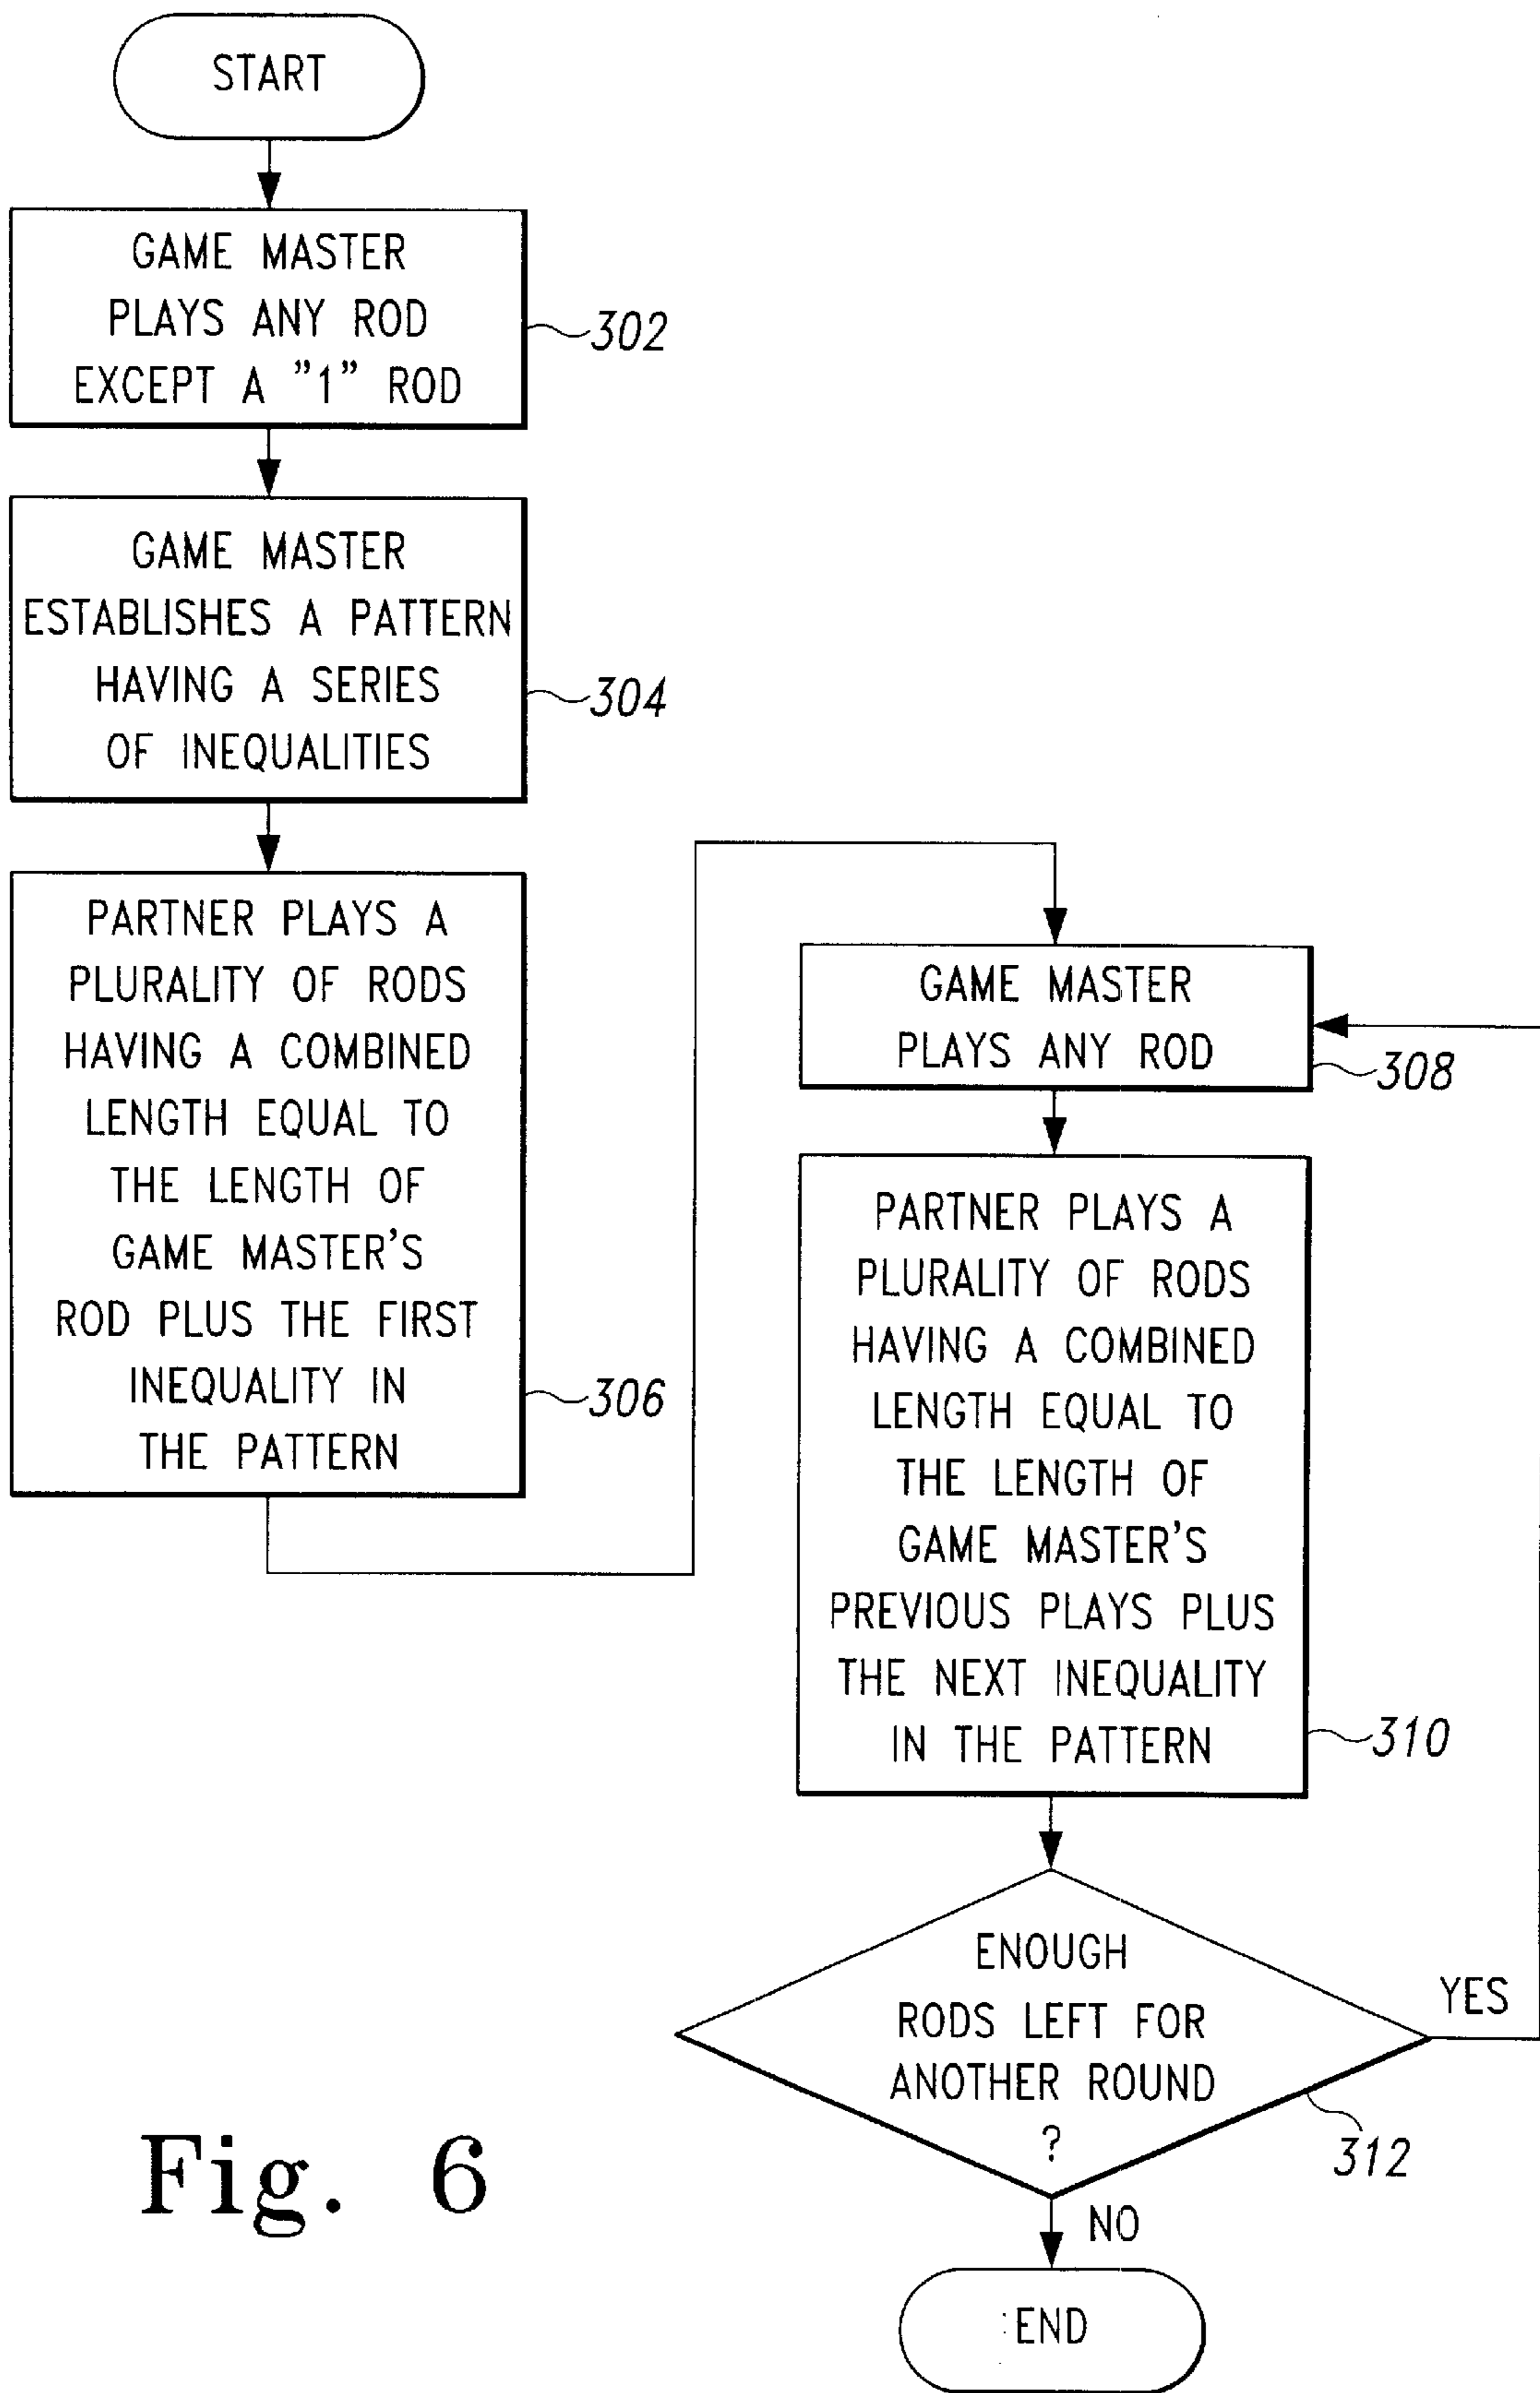 START
GAME MASTER
PLAYS ANY ROD
EXCEPT A "1" ROD
302
GAME MASTER
ESTABLISHES A PATTERN
HAVING A SERIES
OF INEQUALITIES
304
PARTNER PLAYS A
PLURALITY OF RODS
HAVING A COMBINED
LENGTH EQUAL TO
THE LENGTH OF
GAME MASTER'S
ROD PLUS THE FIRST
INEQUALITY IN
THE PATTERN
306
GAME MASTER
PLAYS ANY ROD
308
PARTNER PLAYS A
PLURALITY OF RODS
HAVING A COMBINED
LENGTH EQUAL TO
THE LENGTH OF
GAME MASTER'S
PREVIOUS PLAYS PLUS
THE NEXT INEQUALITY
IN THE PATTERN
310
ENOUGH
RODS LEFT FOR
ANOTHER ROUND
?
312
YES
NO
END
Fig. 6